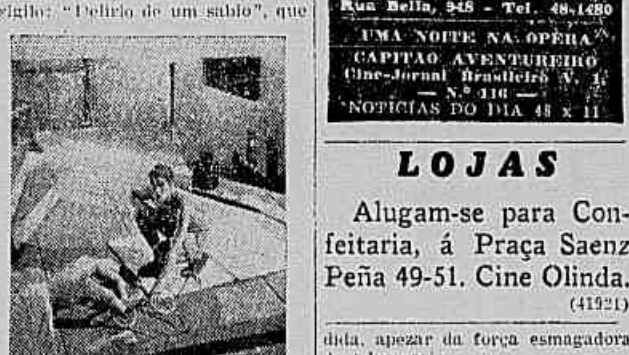 sigilo: "Delirio de um sabio", que
Rua Bella, 948 - Tel. 48-1480
UMA NOITE NA OPERA
CAPITAO AVENTUREIRO
Cine-Jornal Brasileiro V. 1
— N.º 116 —
NOTICIAS DO DIA 48 x 11
LOJAS
Alugam-se para Con-
feitaria, á Praça Saenz
Peña 49-51. Cine Olinda.
(41921)
dida, apezar da força esmagadora